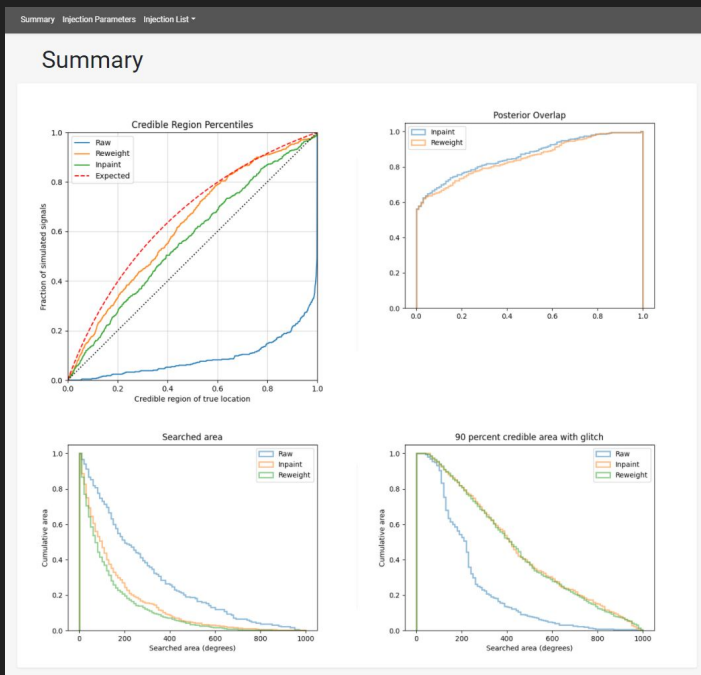 Summary Injection Parameters Injection List
Summary
Credible Region Percentiles
Raw
Reweight
Inpaint
Expected
1.0
0.8
0.6
0.4
0.2
0.0
Fraction of simulated signals
0.0 0.2 0.4 0.6 0.8 1.0
Credible region of true location
Posterior Overlap
Inpaint
Reweight
1.0
0.8
0.6
0.4
0.2
0.0
0.0 0.2 0.4 0.6 0.8 1.0
Searched area
Raw
Inpaint
Reweight
1.0
0.8
0.6
0.4
0.2
0.0
Cumulative area
0 200 400 600 800 1000
Searched area (degrees)
90 percent credible area with glitch
Raw
Inpaint
Reweight
1.0
0.8
0.6
0.4
0.2
0.0
Cumulative area
0 200 400 600 800 1000
Searched area (degrees)